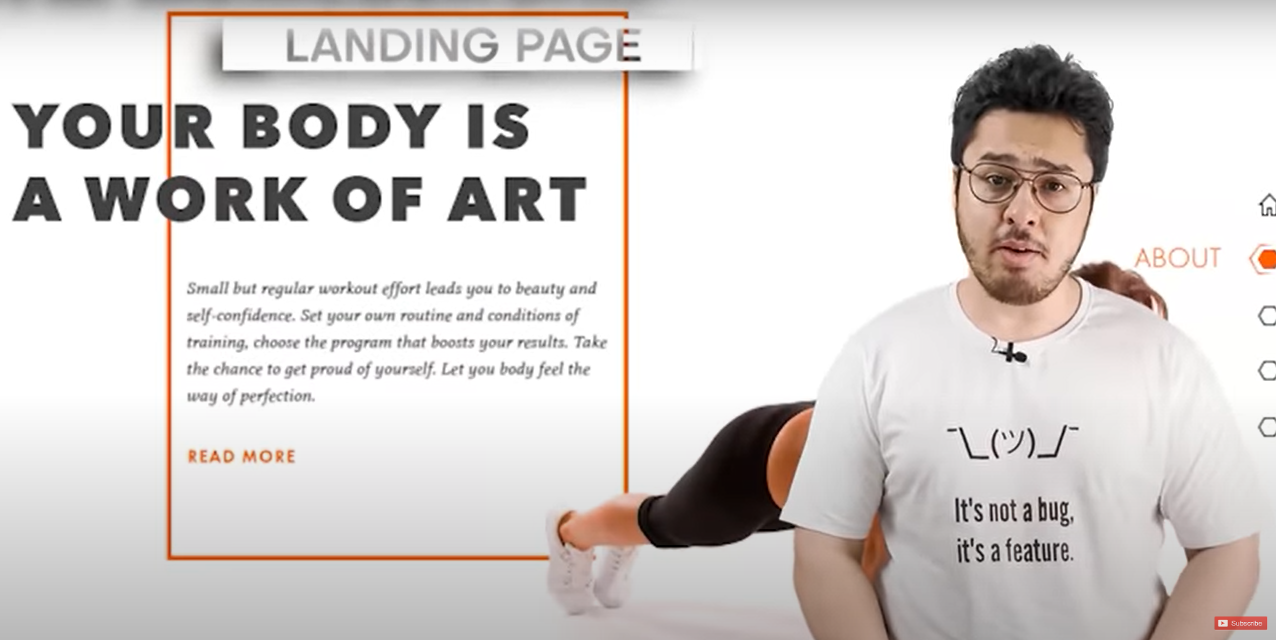 LANDING PAGE
YOUR BODY IS
A WORK OF ART
Small but regular workout effort leads you to beauty and
self-confidence. Set your own routine and conditions of
training, choose the program that boosts your results. Take
the chance to get proud of yourself. Let you body feel the
way of perfection.
READ MORE
ABOUT
¯\_(ツ)_/¯
It's not a bug,
it's a feature.
Subscribe